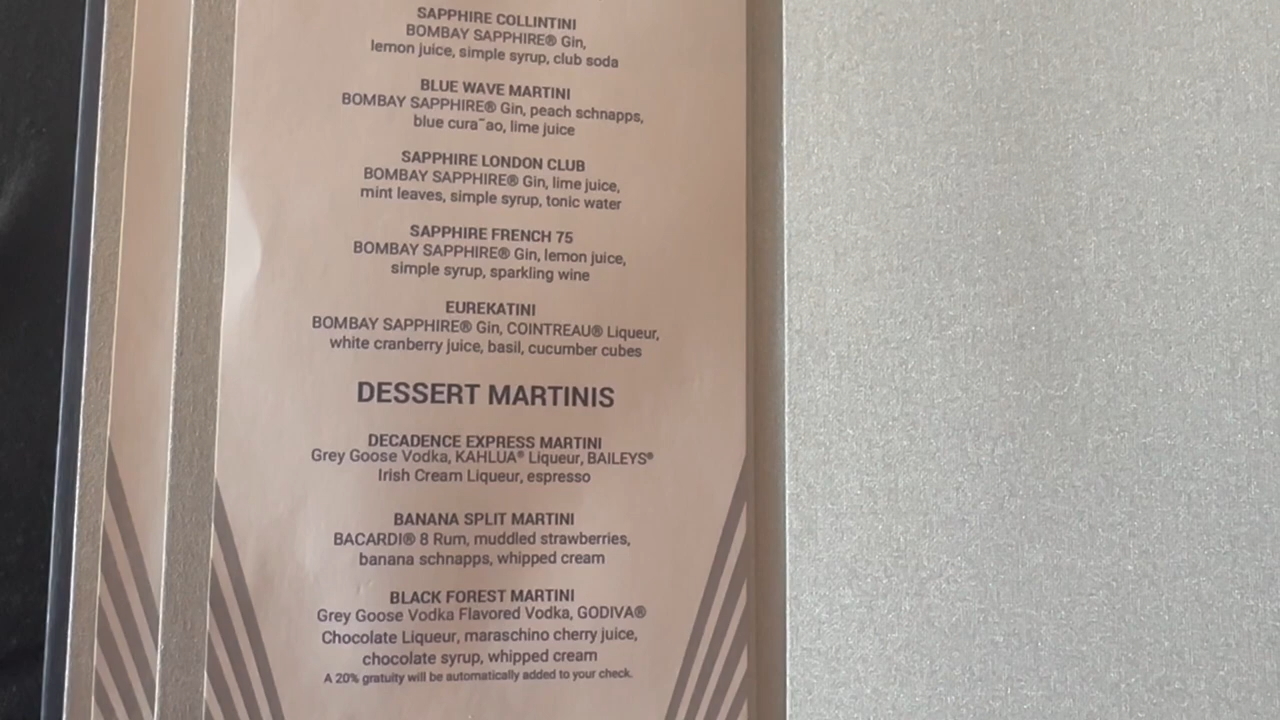 SAPPHIRE COLLINTINI
BOMBAY SAPPHIRE® Gin,
lemon juice, simple syrup, club soda
BLUE WAVE MARTINI
BOMBAY SAPPHIRE® Gin, peach schnapps,
blue cura˜ao, lime juice
SAPPHIRE LONDON CLUB
BOMBAY SAPPHIRE® Gin, lime juice,
mint leaves, simple syrup, tonic water
SAPPHIRE FRENCH 75
BOMBAY SAPPHIRE® Gin, lemon juice,
simple syrup, sparkling wine
EUREKATINI
BOMBAY SAPPHIRE® Gin, COINTREAU® Liqueur,
white cranberry juice, basil, cucumber cubes
DESSERT MARTINIS
DECADENCE EXPRESS MARTINI
Grey Goose Vodka, KAHLUA® Liqueur, BAILEYS®
Irish Cream Liqueur, espresso
BANANA SPLIT MARTINI
BACARDI® 8 Rum, muddled strawberries,
banana schnapps, whipped cream
BLACK FOREST MARTINI
Grey Goose Vodka Flavored Vodka, GODIVA®
Chocolate Liqueur, maraschino cherry juice,
chocolate syrup, whipped cream
A 20% gratuity will be automatically added to your check.